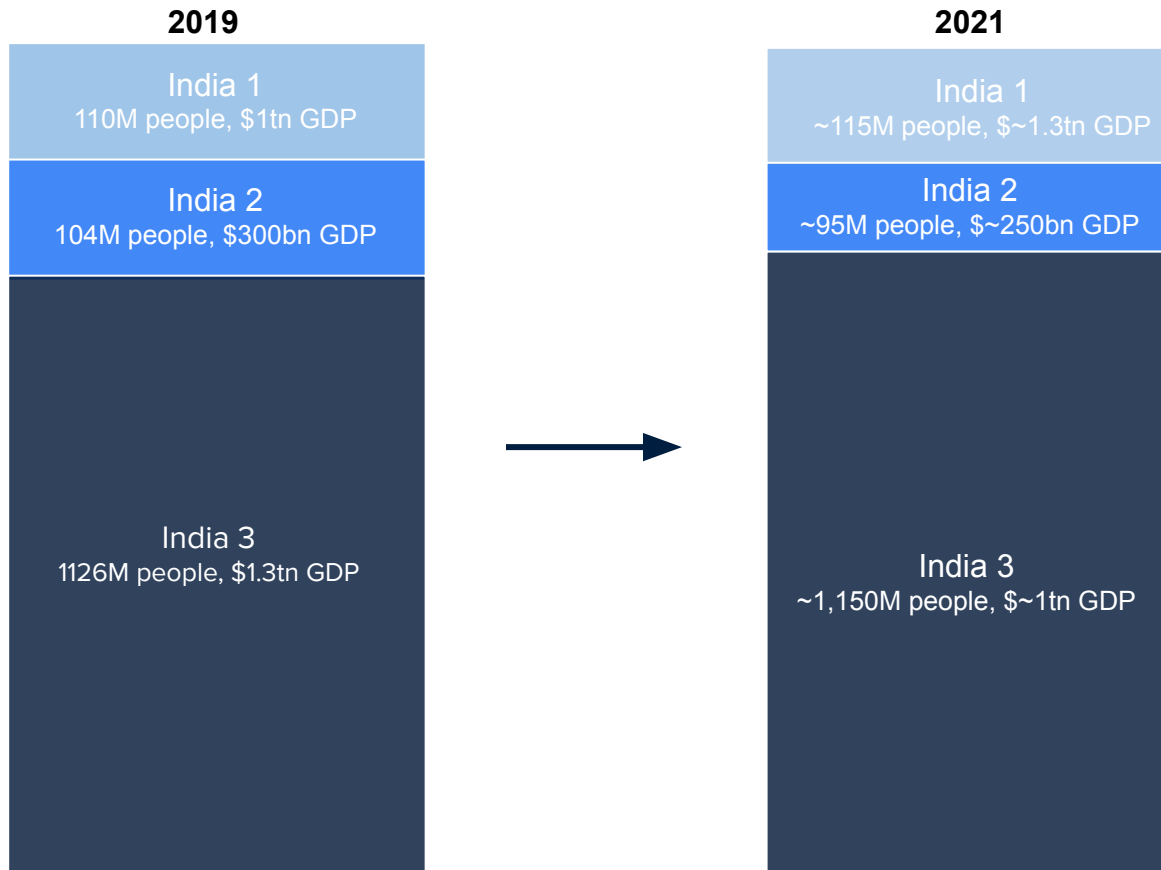 2019
India 1
110M people, $1tn GDP
India 2
104M people, $300bn GDP
India 3
1126M people, $1.3tn GDP
2021
India 1
~115M people, $~1.3tn GDP
India 2
~95M people, $~250bn GDP
India 3
~1,150M people, $~1tn GDP